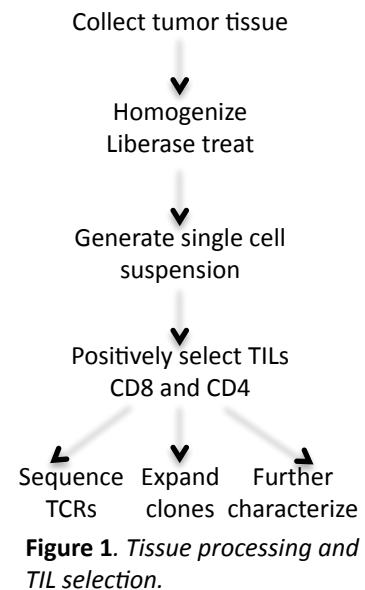 Collect tumor tissue
Homogenize
Liberase treat
Generate single cell
suspension
Positively select TILs
CD8 and CD4
Sequence
TCRs
Expand
clones
Further
characterize
Figure 1. Tissue processing and
TIL selection.